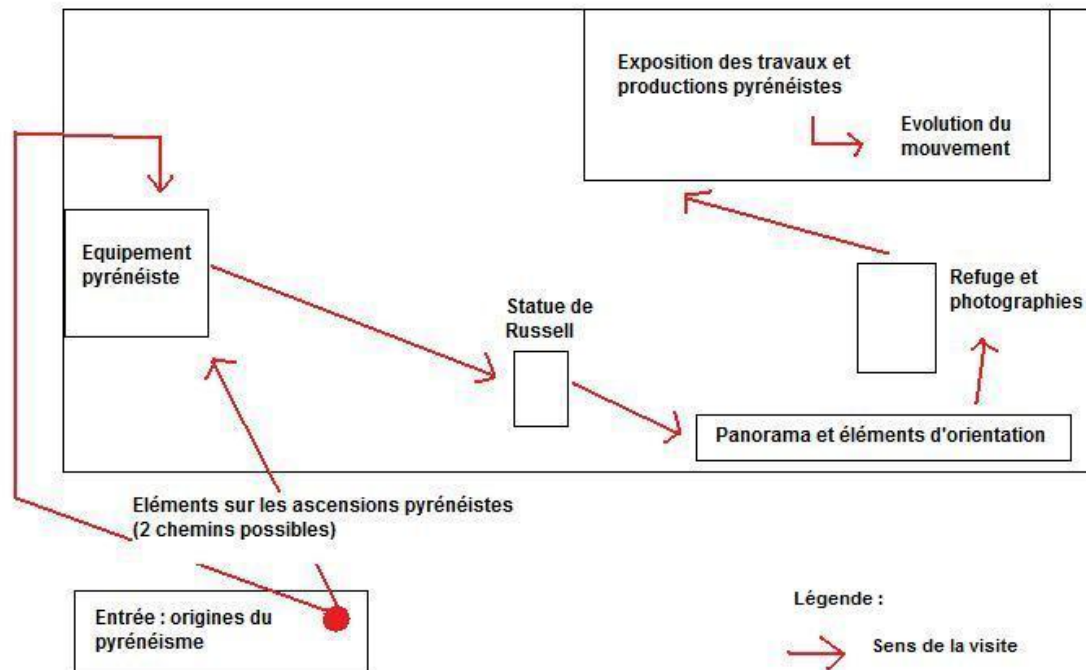 Exposition des travaux et
productions pyrénéistes
Evolution du
mouvement
Equipement
pyrénéiste
Statue de
Russell
Refuge et
photographies
Panorama et éléments d'orientation
Eléments sur les ascensions pyrénéistes
(2 chemins possibles)
Entrée : origines du
pyrénéisme
Légende :
Sens de la visite